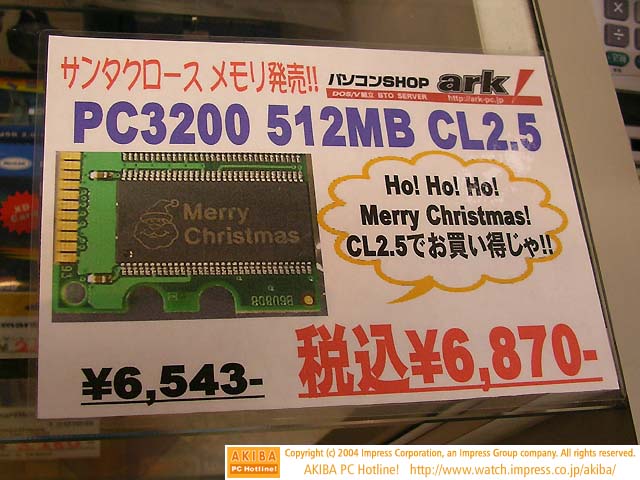 サンタクロース メモリ発売!!
パソコンSHOP ark!
DOS/V組立 BTO SERVER http://ark-pc.jp
PC3200 512MB CL2.5
Merry
Christmas
Ho! Ho! Ho!
Merry Christmas!
CL2.5でお買い得じゃ!!
B6U808
¥6,543-
税込¥6,870-
AKIBA
PC Hotline!
Copyright (c) 2004 Impress Corporation, an Impress Group company. All rights reserved.
AKIBA PC Hotline! http://www.watch.impress.co.jp/akiba/